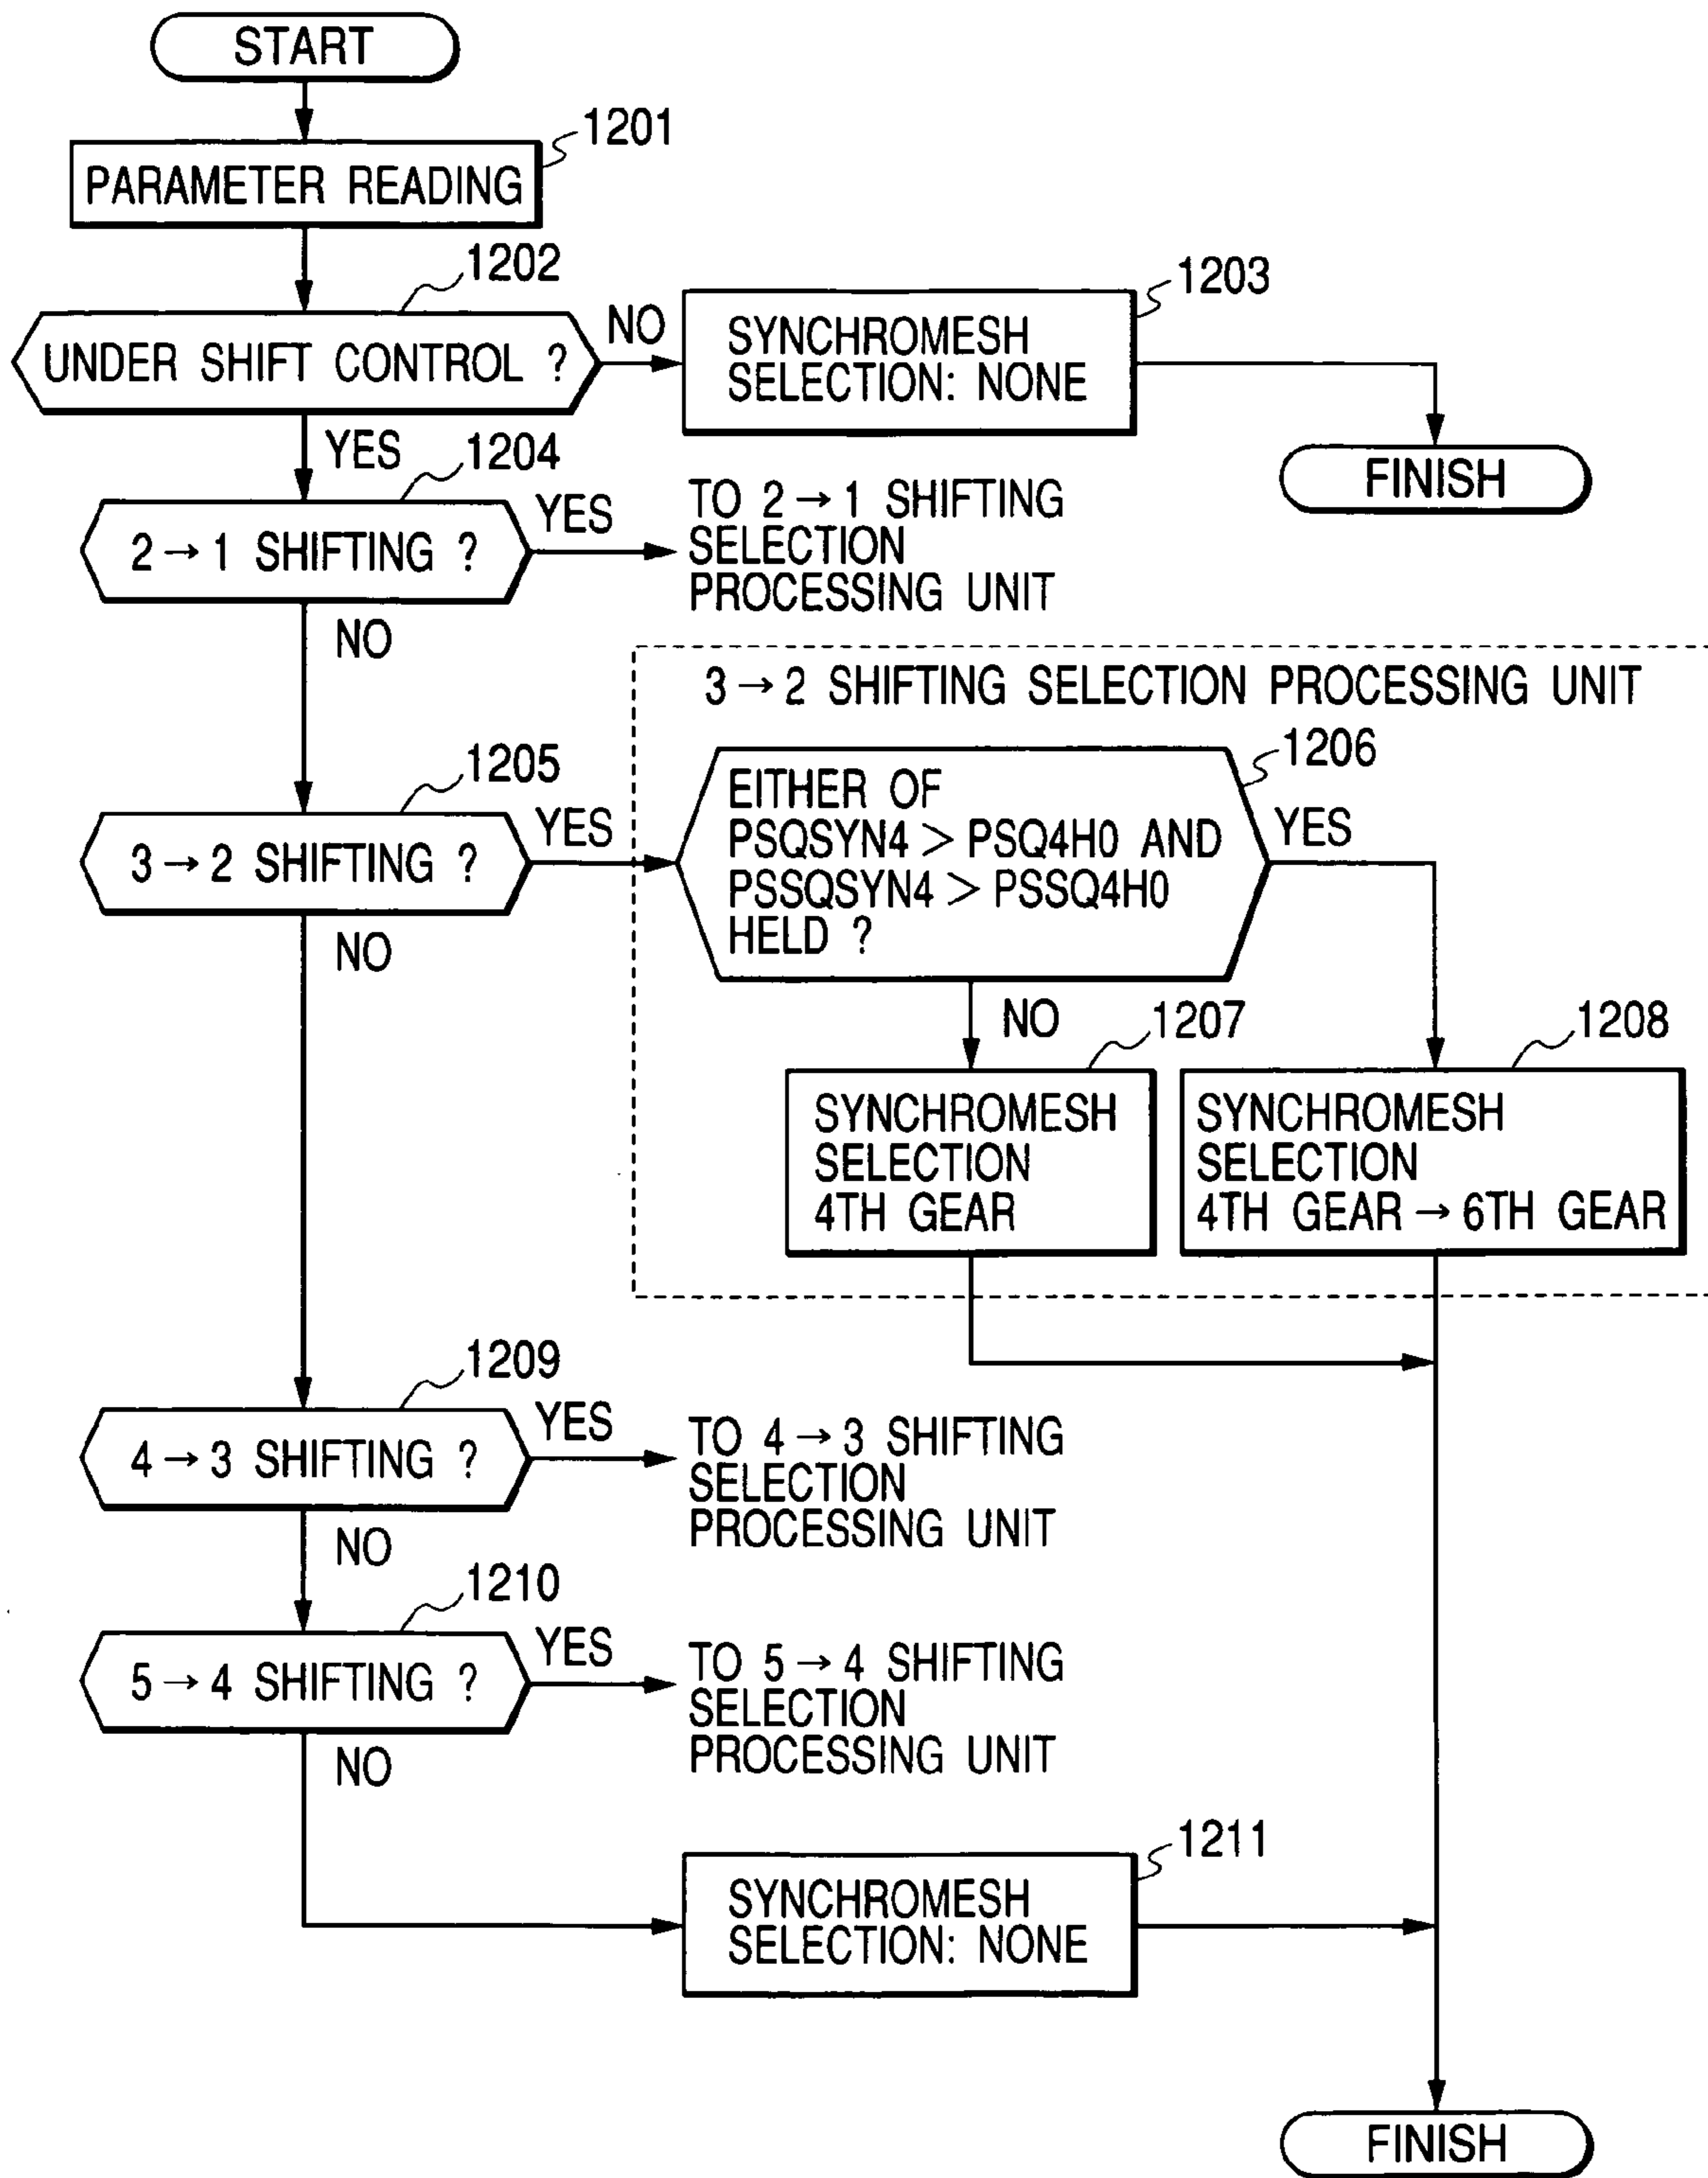 START
1201
PARAMETER READING
1202
UNDER SHIFT CONTROL ?
NO
1203
SYNCHROMESH
SELECTION: NONE
FINISH
YES
1204
2→1 SHIFTING ?
YES
TO 2→1 SHIFTING
SELECTION
PROCESSING UNIT
NO
3→2 SHIFTING SELECTION PROCESSING UNIT
1205
3→2 SHIFTING ?
YES
1206
EITHER OF
PSQSYN4 > PSQ4H0 AND
PSSQSYN4 > PSSQ4H0
HELD ?
YES
NO
NO
1207
SYNCHROMESH
SELECTION
4TH GEAR
1208
SYNCHROMESH
SELECTION
4TH GEAR→6TH GEAR
1209
4→3 SHIFTING ?
YES
TO 4→3 SHIFTING
SELECTION
PROCESSING UNIT
NO
1210
5→4 SHIFTING ?
YES
TO 5→4 SHIFTING
SELECTION
PROCESSING UNIT
NO
1211
SYNCHROMESH
SELECTION: NONE
FINISH